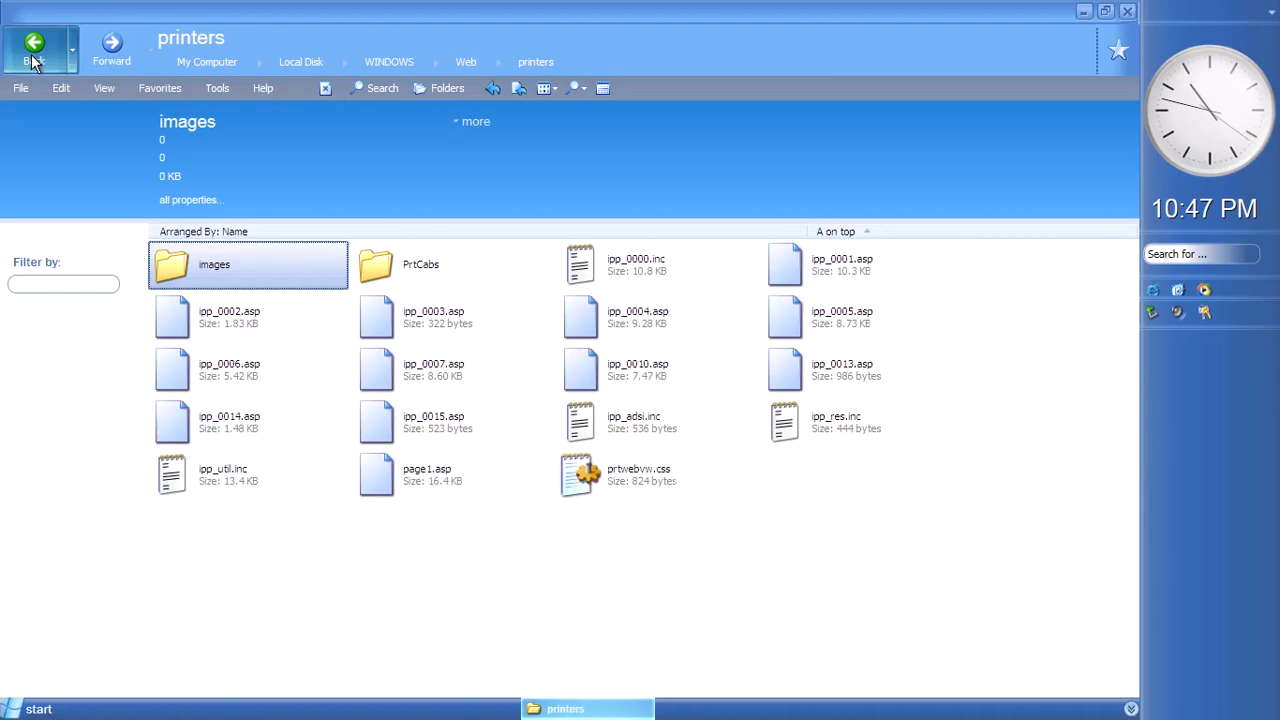 printers
Back
Forward
My Computer
Local Disk
WINDOWS
Web
printers
File
Edit
View
Favorites
Tools
Help
Search
Folders
images
more
0
0
0 KB
all properties...
10:47 PM
Search for ...
Arranged By: Name
A on top
Filter by:
images
PrtCabs
ipp_0000.inc
Size: 10.8 KB
ipp_0001.asp
Size: 10.3 KB
ipp_0002.asp
Size: 1.83 KB
ipp_0003.asp
Size: 322 bytes
ipp_0004.asp
Size: 9.28 KB
ipp_0005.asp
Size: 8.73 KB
ipp_0006.asp
Size: 5.42 KB
ipp_0007.asp
Size: 8.60 KB
ipp_0010.asp
Size: 7.47 KB
ipp_0013.asp
Size: 986 bytes
ipp_0014.asp
Size: 1.48 KB
ipp_0015.asp
Size: 523 bytes
ipp_adsi.inc
Size: 536 bytes
ipp_res.inc
Size: 444 bytes
ipp_util.inc
Size: 13.4 KB
page1.asp
Size: 16.4 KB
prtwebvw.css
Size: 824 bytes
start
printers